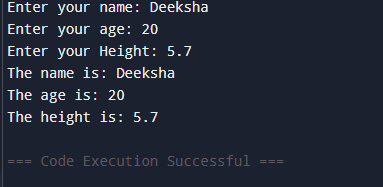 Enter your name: Deeksha
Enter your age: 20
Enter your Height: 5.7
The name is: Deeksha
The age is: 20
The height is: 5.7
=== Code Execution Successful ===